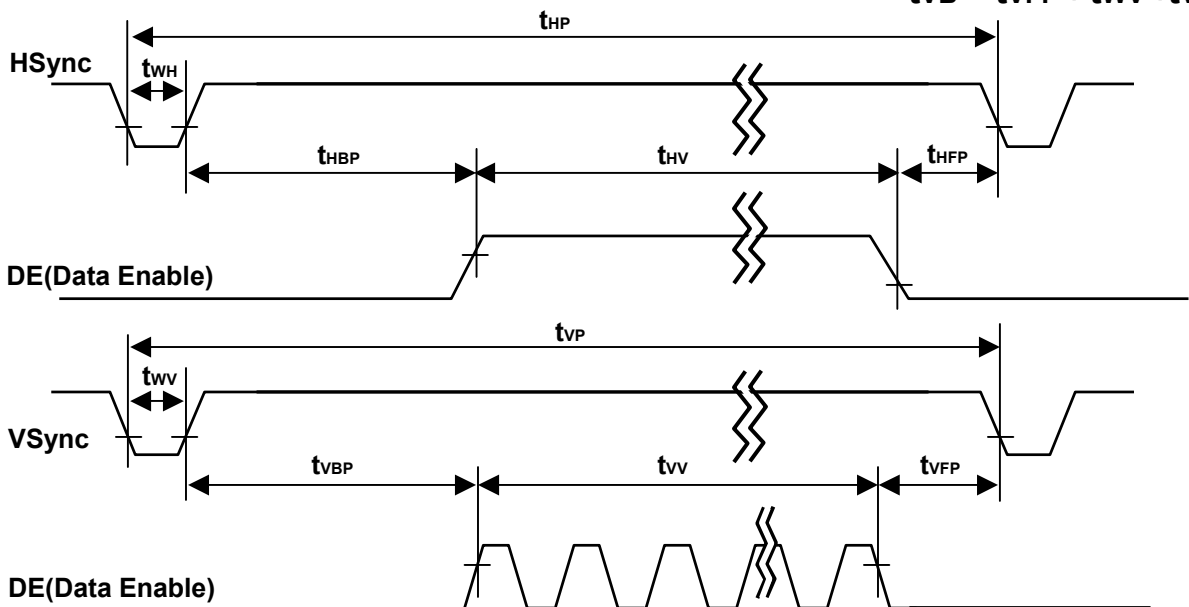 tHP
HSync
tWH
tHBP
tHV
tHFP
DE(Data Enable)
tVP
tWV
VSync
tVBP
tVV
tVFP
DE(Data Enable)